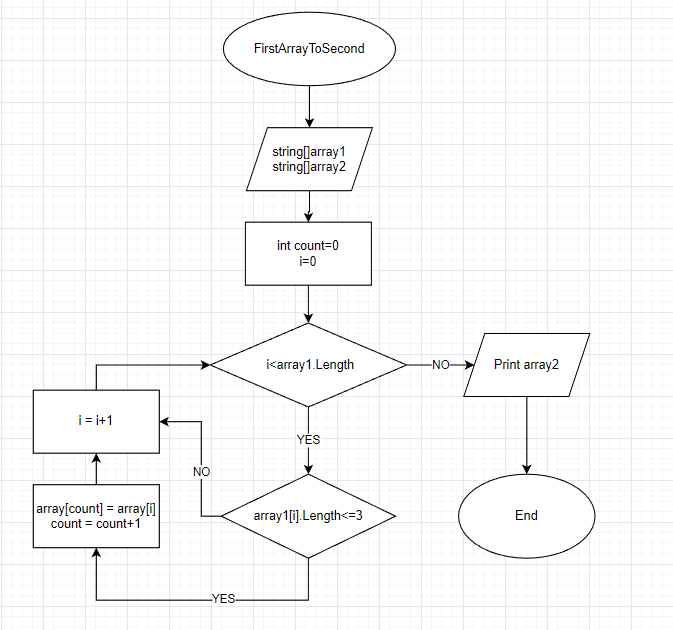 FirstArrayToSecond
string[]array1
string[]array2
int count=0
i=0
i<array1.Length
NO
Print array2
i = i+1
YES
NO
array[count] = array[i]
count = count+1
array1[i].Length<=3
End
YES